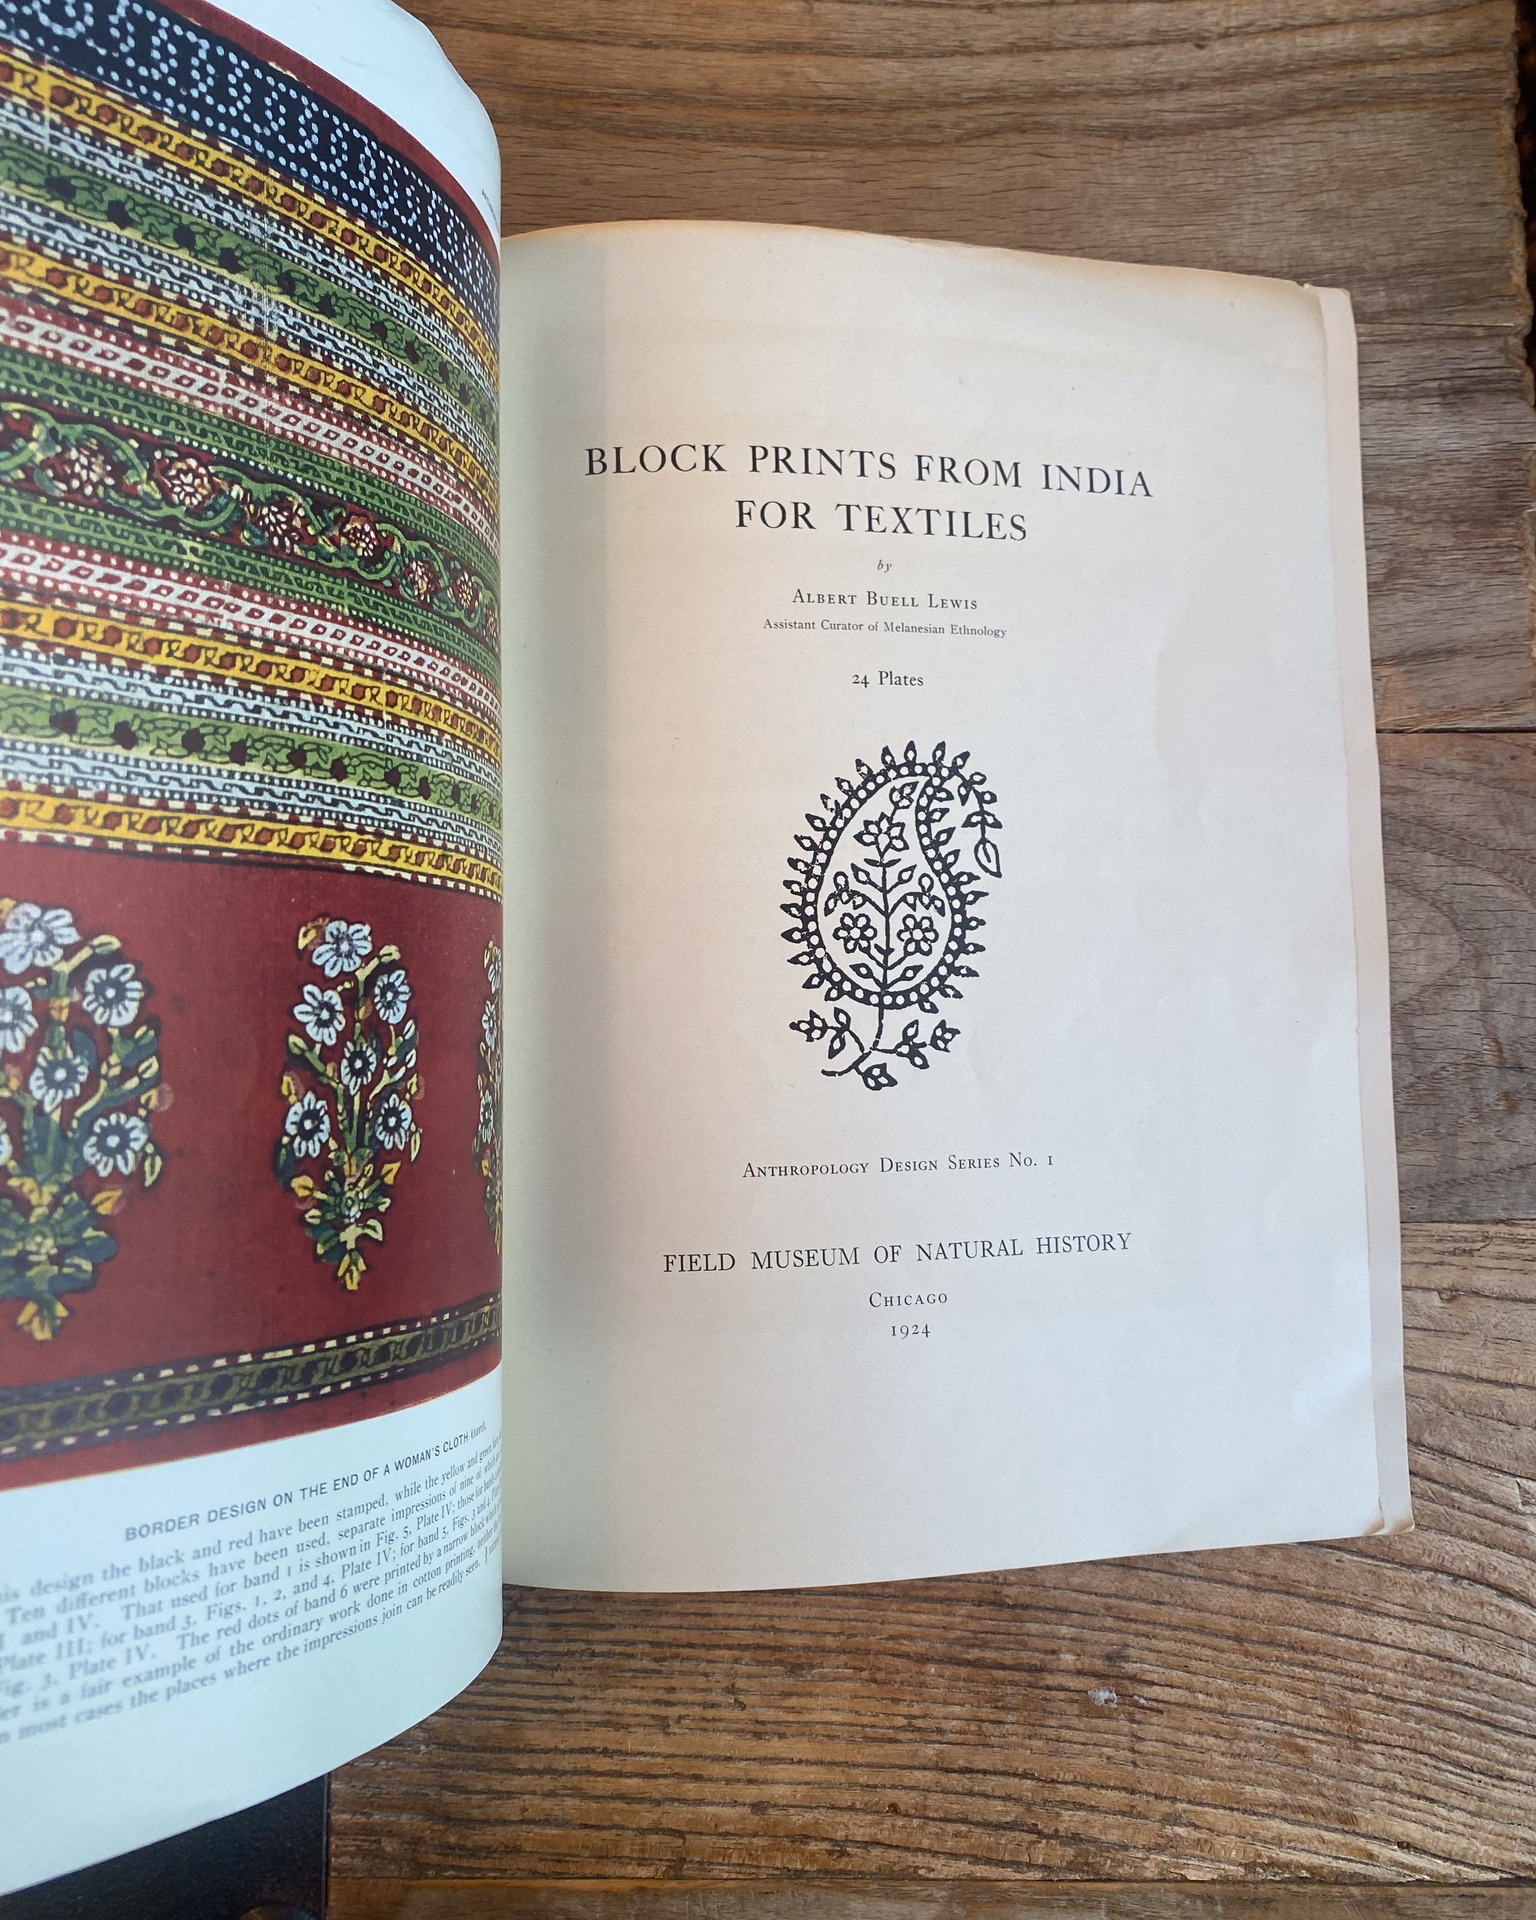 BORDER DESIGN ON THE END OF A WOMAN'S CLOTH (sari).
design the black and red have been stamped, while the yellow and green
Ten different blocks have been used, separate impressions of nine of which
and IV. That used for band 1 is shown in Fig. 5, Plate IV; those for
Plate III; for band 3, Figs. 1, 2, and 4, Plate IV; for band 5, Figs. 3 and 4,
3, Plate IV. The red dots of band 6 were printed by a narrow block
is a fair example of the ordinary work done in cotton printing,
most cases the places where the impressions join can be readily seen.
BLOCK PRINTS FROM INDIA
FOR TEXTILES
by
Albert Buell Lewis
Assistant Curator of Melanesian Ethnology
24 Plates
Anthropology Design Series No. 1
FIELD MUSEUM OF NATURAL HISTORY
Chicago
1924